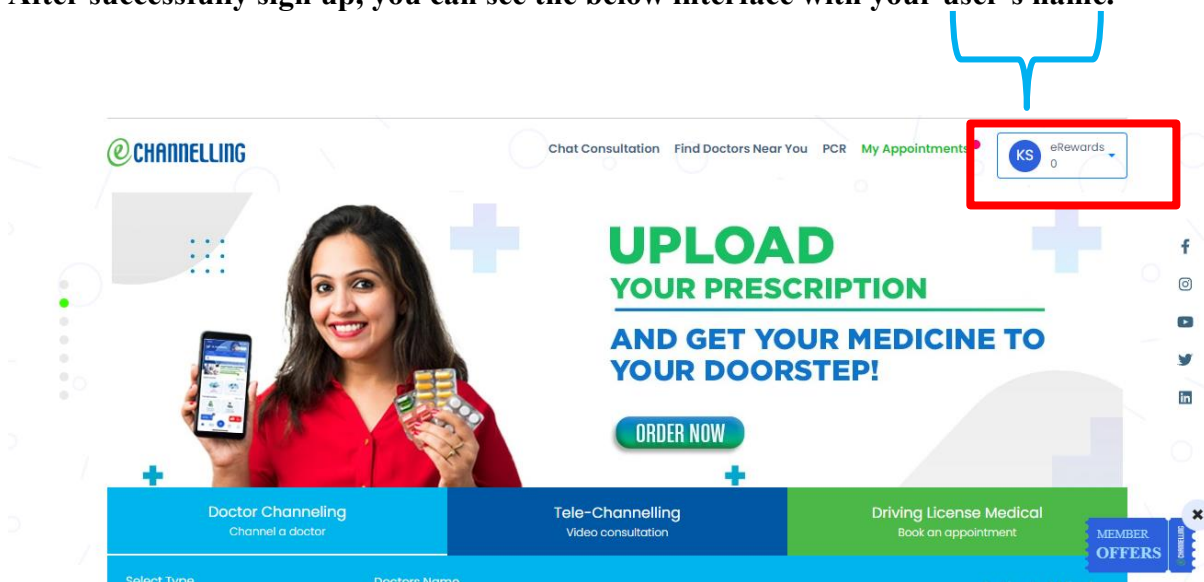 After successfully sign up, you can see the below interface with your user's name.
eCHANNELLING
Chat Consultation Find Doctors Near You PCR My Appointments
KS eRewards
0
UPLOAD
YOUR PRESCRIPTION
AND GET YOUR MEDICINE TO
YOUR DOORSTEP!
ORDER NOW
Doctor Channeling
Channel a doctor
Tele-Channelling
Video consultation
Driving License Medical
Book an appointment
MEMBER
OFFERS
eCHANNELLING
Select Type Doctors Name